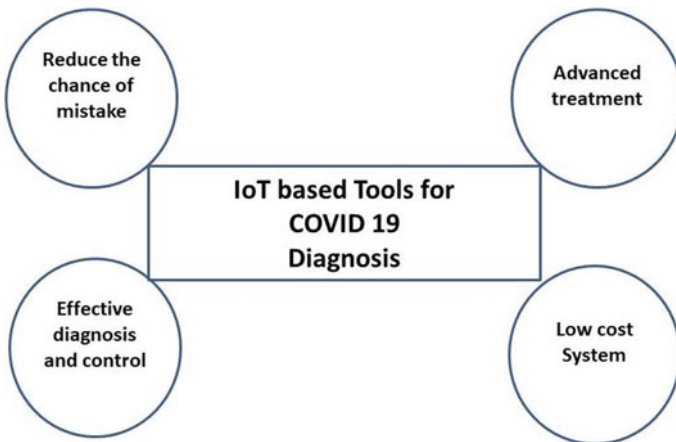 Reduce the
chance of
mistake
Advanced
treatment
IoT based Tools for
COVID 19
Diagnosis
Effective
diagnosis
and control
Low cost
System